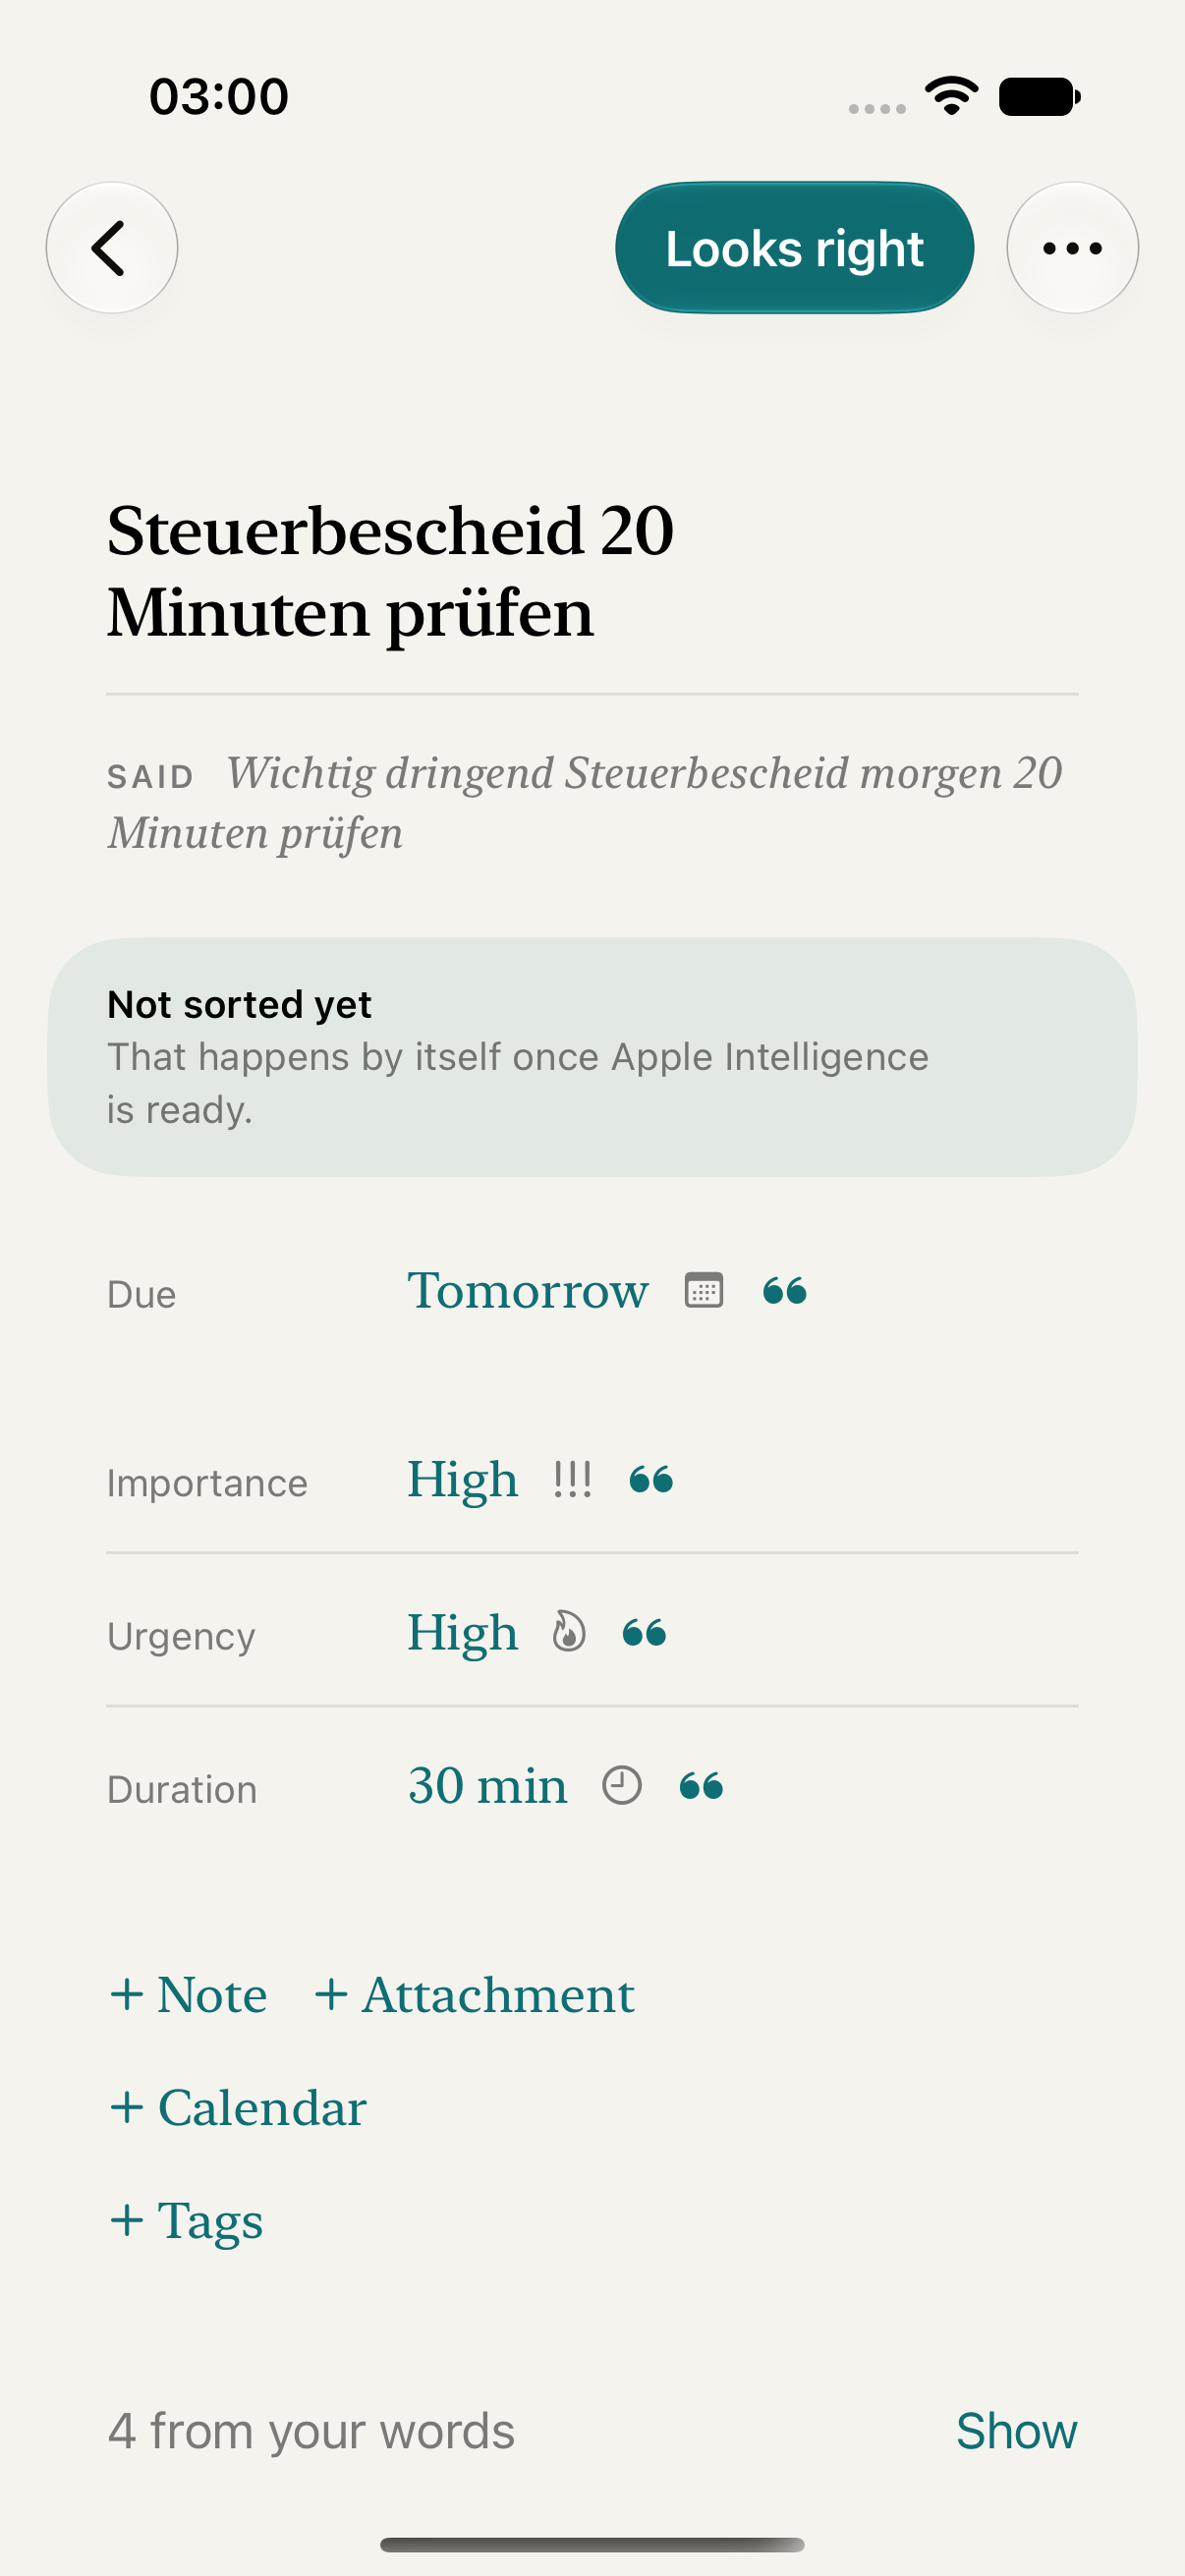 03:00
Looks right
Steuerbescheid 20
Minuten prüfen
SAID Wichtig dringend Steuerbescheid morgen 20
Minuten prüfen
Not sorted yet
That happens by itself once Apple Intelligence
is ready.
Due Tomorrow
Importance High
Urgency High
Duration 30 min
+ Note + Attachment
+ Calendar
+ Tags
4 from your words Show